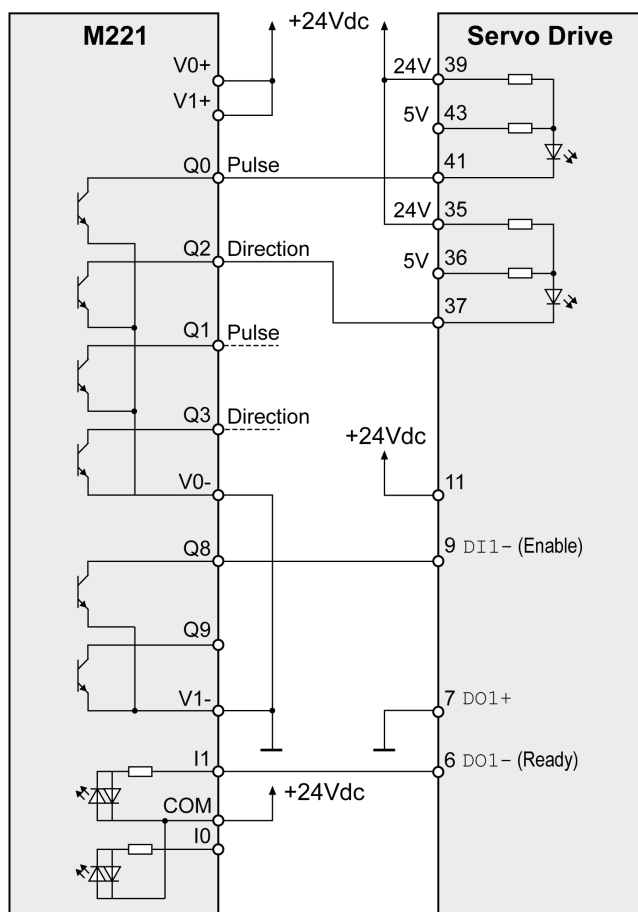 M221
+24Vdc
Servo Drive
V0+
V1+
24V
39
5V
43
Q0
Pulse
41
24V
35
Q2
Direction
5V
36
37
Q1
Pulse
Q3
Direction
+24Vdc
V0-
11
Q8
9 DI1- (Enable)
Q9
V1-
7 DO1+
I1
6 DO1- (Ready)
COM
+24Vdc
I0